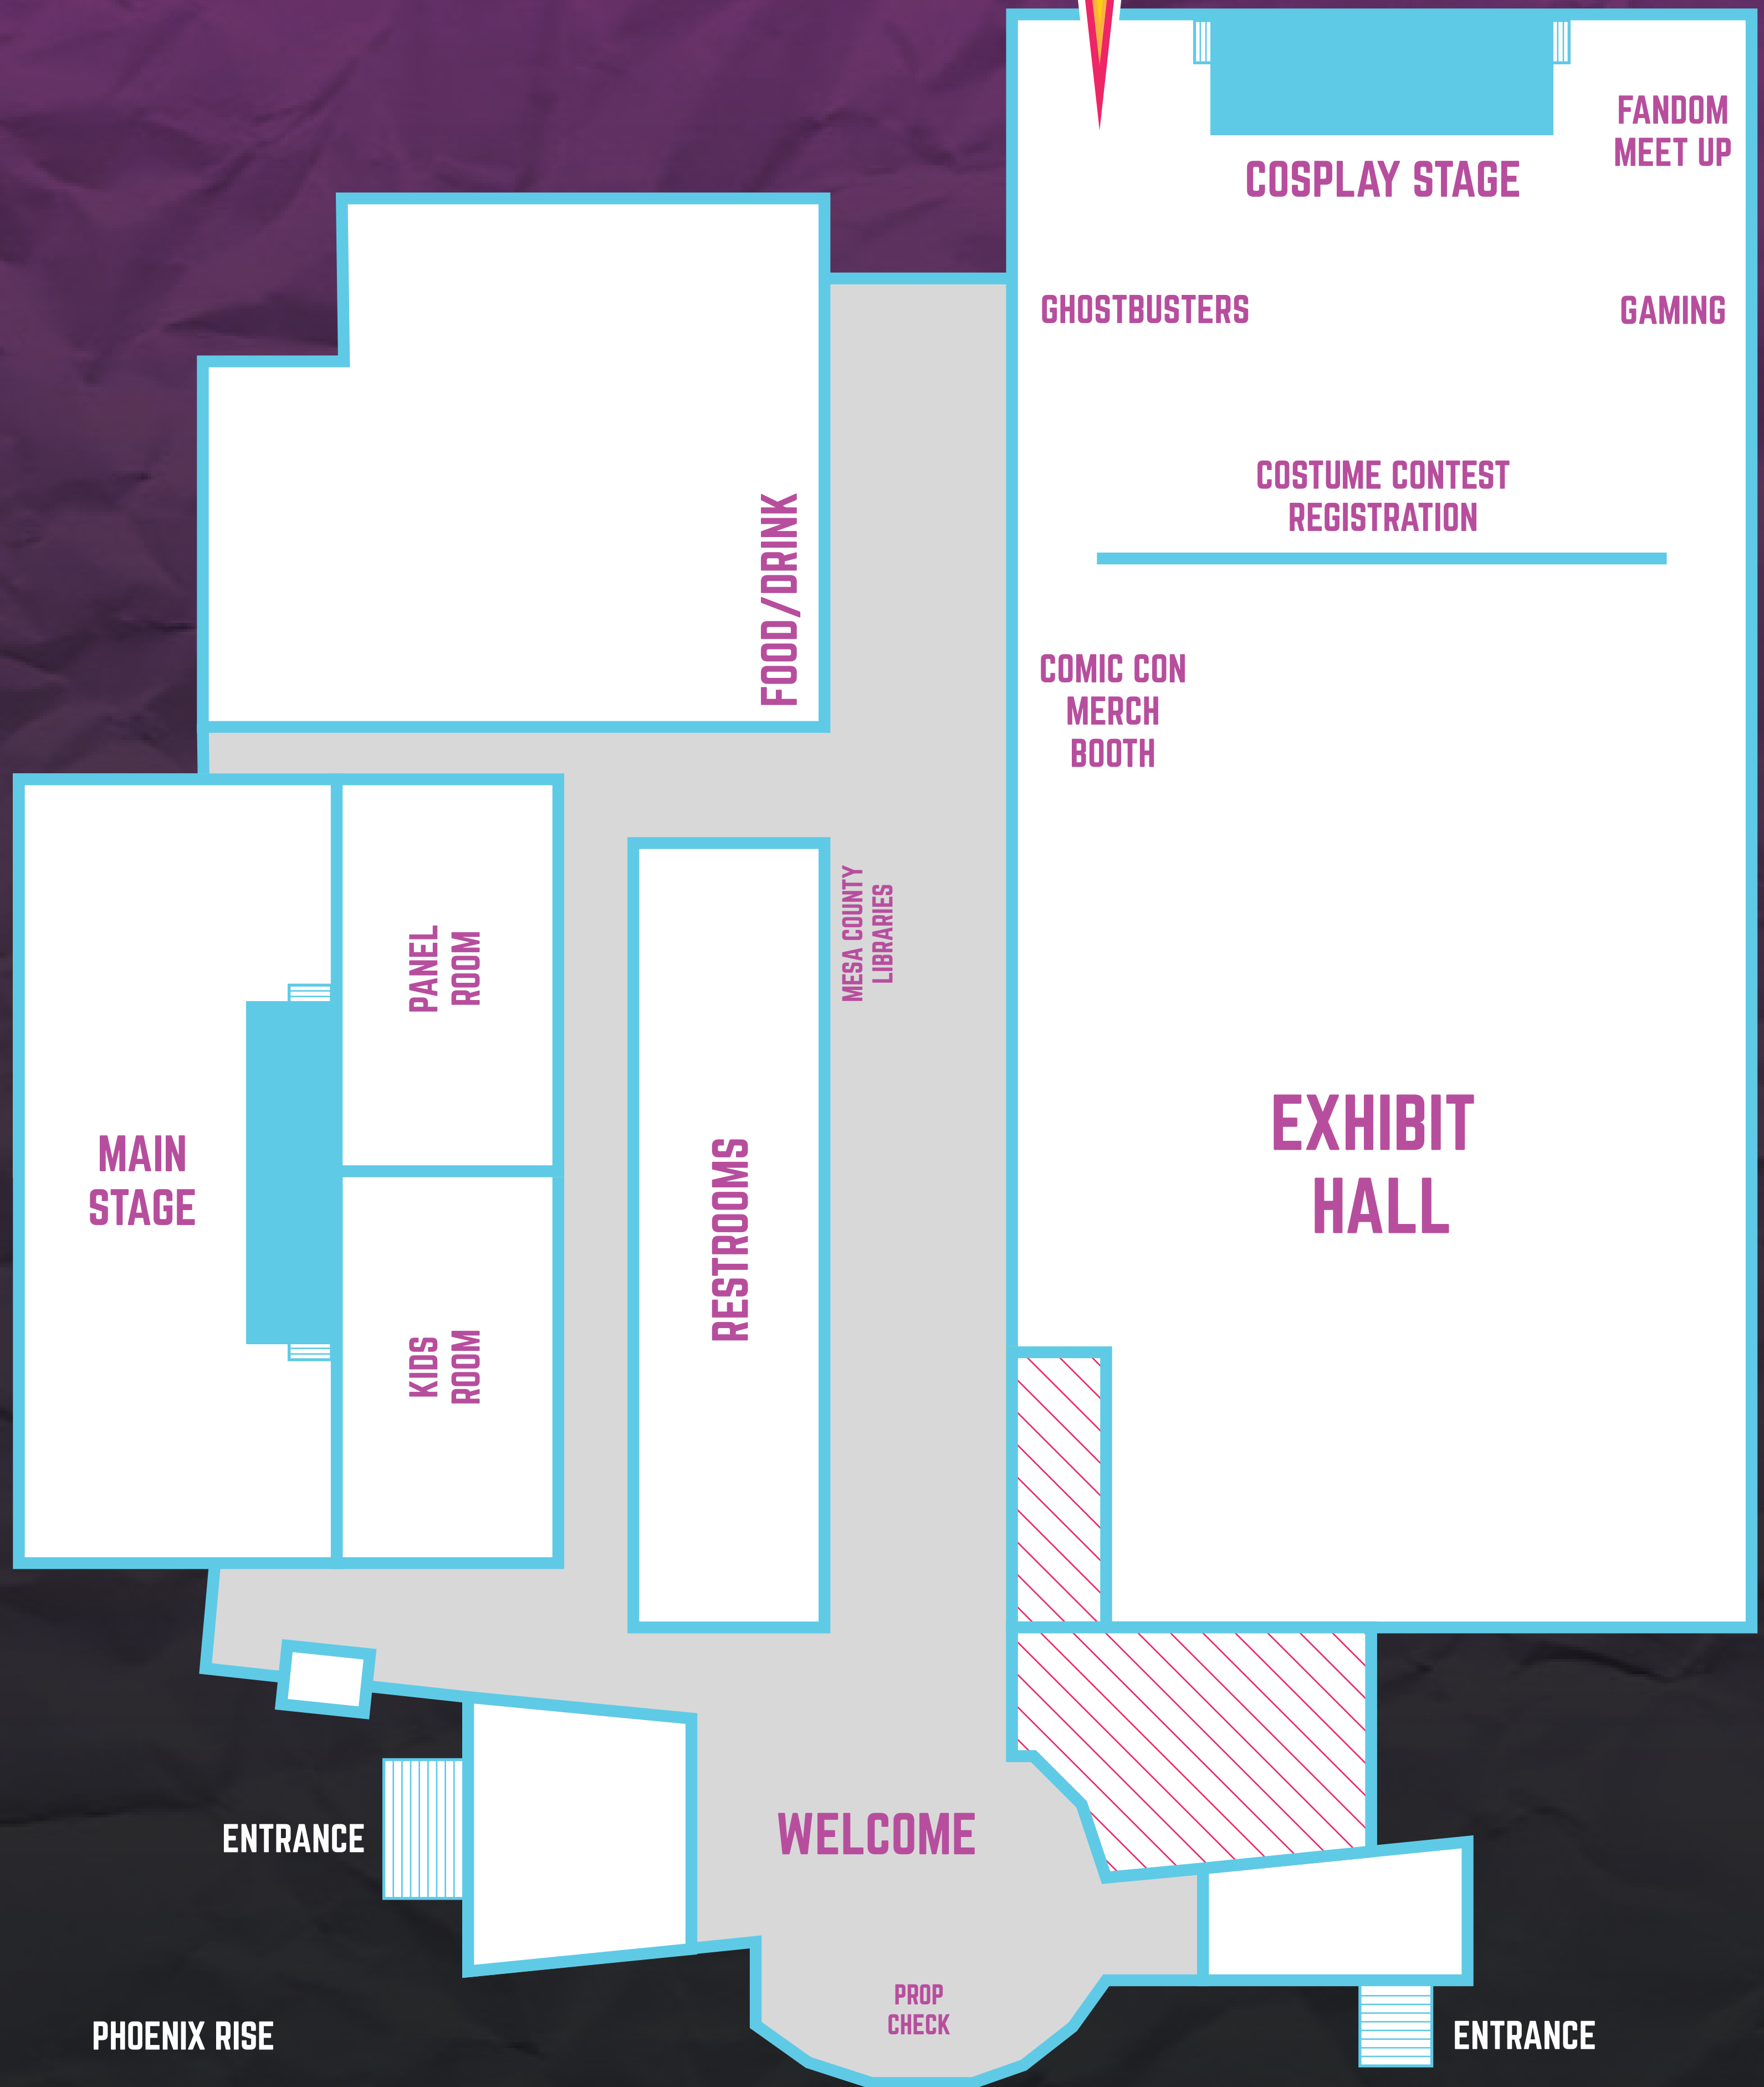 FANDOM
MEET UP
COSPLAY STAGE
GHOSTBUSTERS
GAMING
COSTUME CONTEST
REGISTRATION
FOOD/DRINK
COMIC CON
MERCH
BOOTH
MESA COUNTY
LIBRARIES
PANEL
ROOM
MAIN
STAGE
RESTROOMS
EXHIBIT
HALL
KIDS
ROOM
WELCOME
ENTRANCE
PROP
CHECK
PHOENIX RISE
ENTRANCE